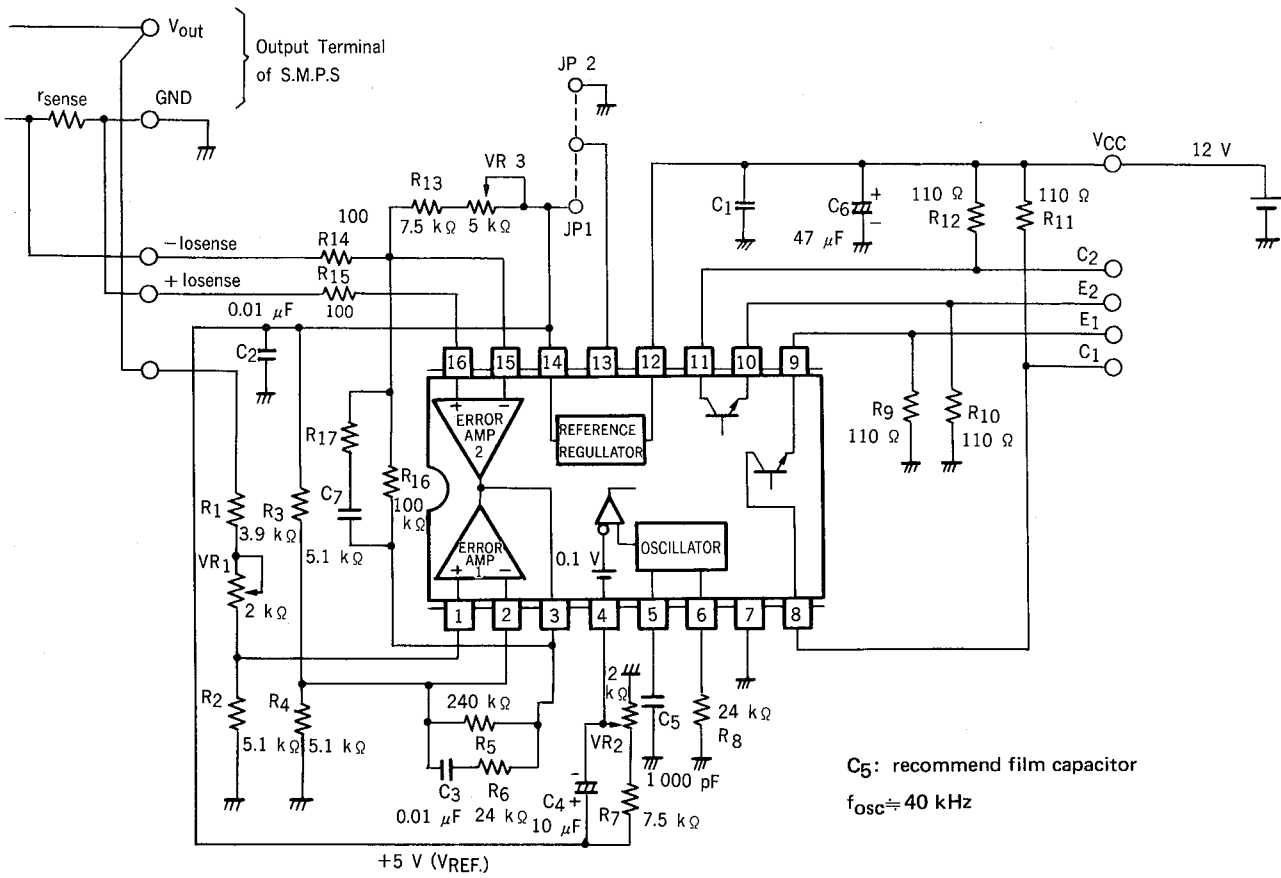 Vout
Output Terminal
of S.M.P.S
rsense
GND
JP 2
JP1
VR 3
R13
7.5 kΩ
5 kΩ
VCC
12 V
C1
C6
+
−
47 μF
110 Ω
R12
110 Ω
R11
−Iosense
100
R14
+Iosense
R15
100
0.01 μF
C2
C2
E2
E1
C1
16
15
14
13
12
11
10
9
+
−
ERROR
AMP
2
REFERENCE
REGULLATOR
R9
110 Ω
R10
110 Ω
R17
C7
R16
100
kΩ
R1
3.9 kΩ
R3
5.1 kΩ
VR1
2 kΩ
ERROR
AMP
1
+
−
0.1 V
OSCILLATOR
1
2
3
4
5
6
7
8
R2
5.1 kΩ
R4
5.1 kΩ
240 kΩ
R5
C3
0.01 μF
R6
24 kΩ
−
C4
+
10 μF
2
kΩ
VR2
R7
7.5 kΩ
C5
1 000 pF
24 kΩ
R8
C5: recommend film capacitor
fosc≒40 kHz
+5 V (VREF.)